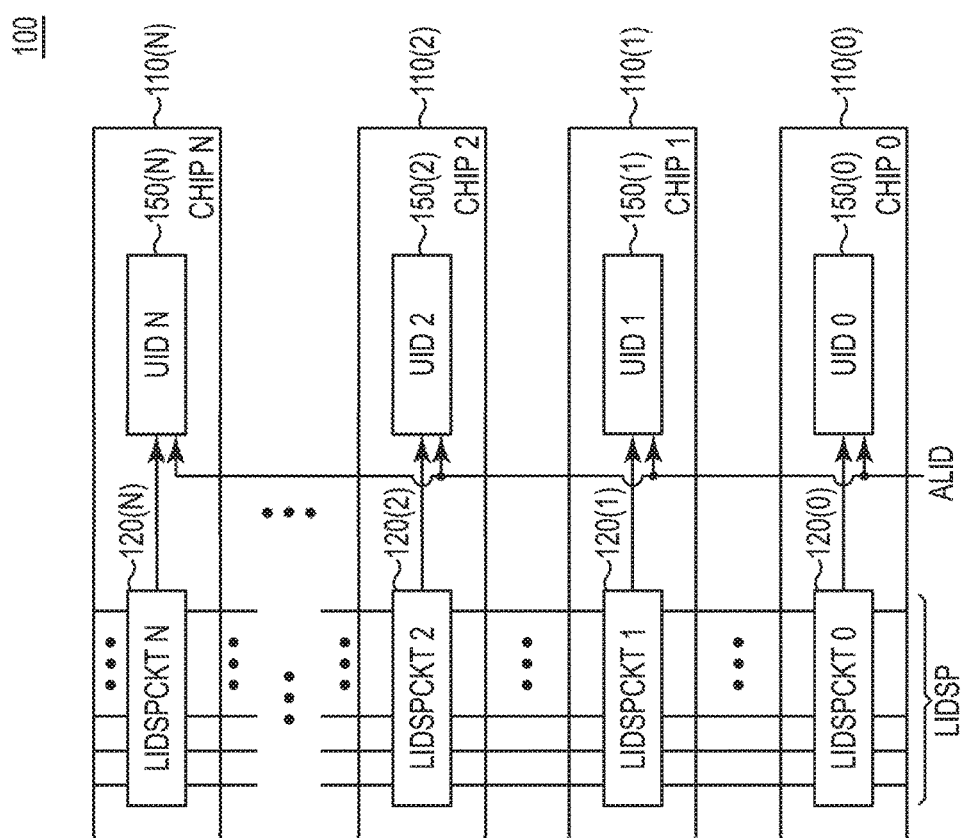 100
110(N)
150(N)
CHIP N
UID N
120(N)
LIDSPCKT N
110(2)
150(2)
CHIP 2
UID 2
120(2)
LIDSPCKT 2
110(1)
150(1)
CHIP 1
UID 1
120(1)
LIDSPCKT 1
110(0)
150(0)
CHIP 0
UID 0
120(0)
LIDSPCKT 0
ALID
LIDSP